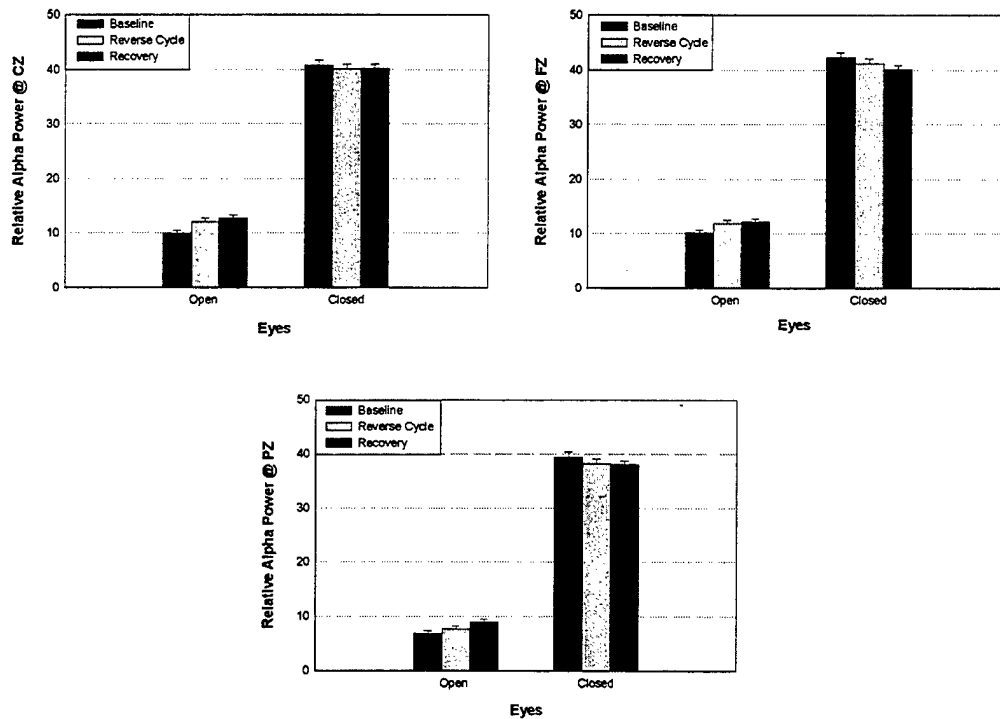 Relative Alpha Power @ CZ
50
40
30
20
10
0
Baseline
Reverse Cycle
Recovery
Open
Closed
Eyes
Relative Alpha Power @ FZ
50
40
30
20
10
0
Baseline
Reverse Cycle
Recovery
Open
Closed
Eyes
Relative Alpha Power @ PZ
50
40
30
20
10
0
Baseline
Reverse Cycle
Recovery
Open
Closed
Eyes